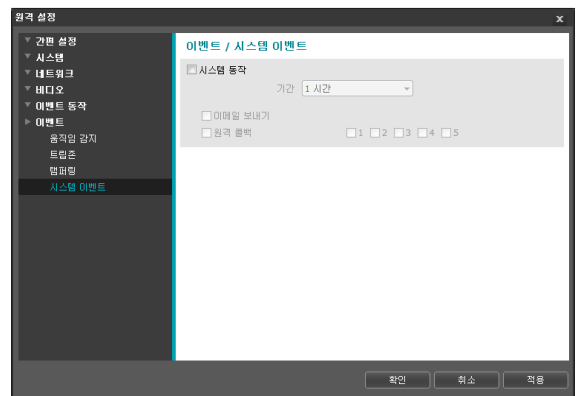 원격 설정
간편 설정
시스템
네트워크
비디오
이벤트 동작
이벤트
움직임 감지
트립존
탬퍼링
시스템 이벤트
이벤트 / 시스템 이벤트
시스템 동작
기간 1 시간
이메일 보내기
원격 콜백 1 2 3 4 5
확인 취소 적용